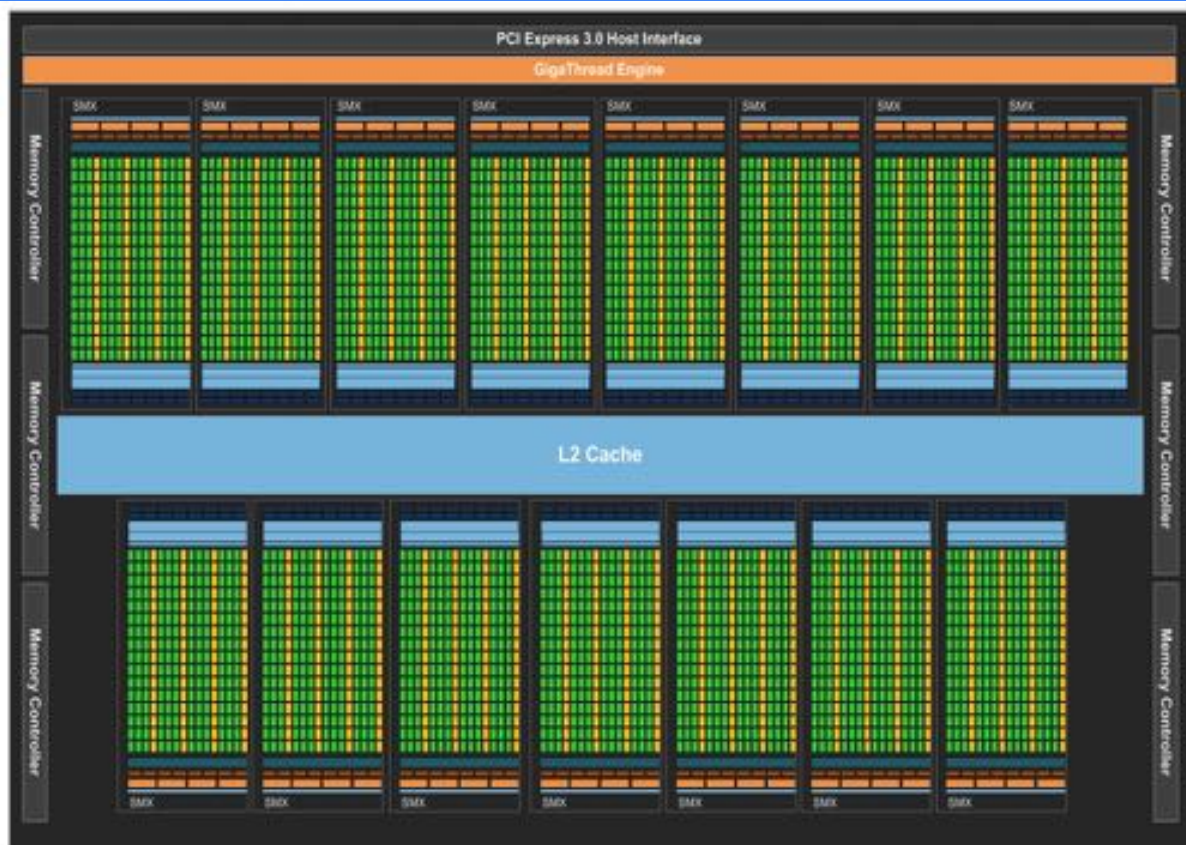 PCI Express 3.0 Host Interface
GigaThread Engine
SMX SMX SMX SMX SMX SMX SMX SMX
Memory Controller
Memory Controller
Memory Controller
Memory Controller
L2 Cache
Memory Controller
Memory Controller
SMX SMX SMX SMX SMX SMX SMX